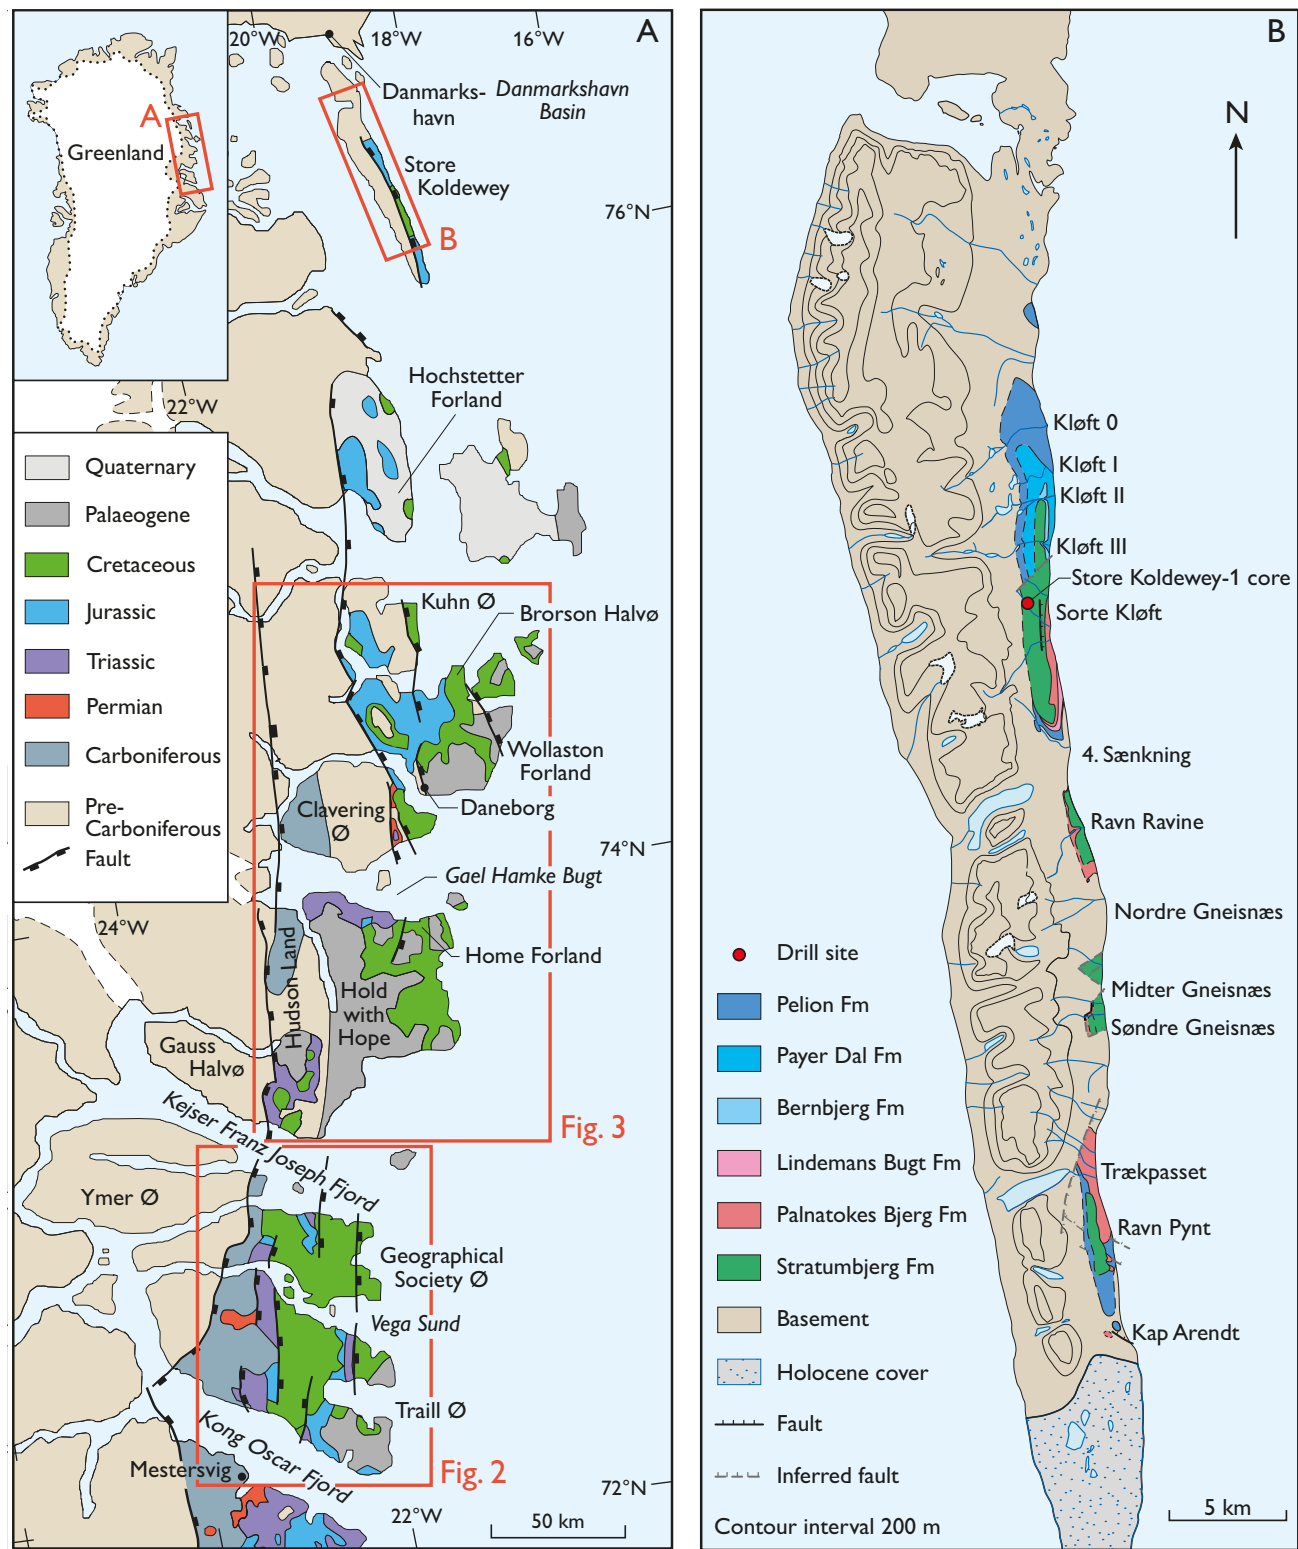 A
20°W
18°W
16°W
Danmarks-
havn
Danmarkshavn
Basin
A
Greenland
Store
Koldewey
76°N
B
Hochstetter
Forland
22°W
Quaternary
Palaeogene
Cretaceous
Jurassic
Triassic
Permian
Carboniferous
Pre-
Carboniferous
Fault
Kuhn Ø
Brorson Halvø
Wollaston
Forland
Clavering
Ø
Daneborg
74°N
Gael Hamke Bugt
24°W
Hudson Land
Home Forland
Hold
with
Hope
Gauss
Halvø
Kejser Franz Joseph Fjord
Fig. 3
Ymer Ø
Geographical
Society Ø
Vega Sund
Traill Ø
Kong Oscar Fjord
Mestersvig
Fig. 2
72°N
22°W
50 km
B
N
Kløft 0
Kløft I
Kløft II
Kløft III
Store Koldewey-1 core
Sorte Kløft
4. Sænkning
Ravn Ravine
Nordre Gneisnæs
Midter Gneisnæs
Søndre Gneisnæs
Trækpasset
Ravn Pynt
Kap Arendt
Drill site
Pelion Fm
Payer Dal Fm
Bernbjerg Fm
Lindemans Bugt Fm
Palnatokes Bjerg Fm
Stratumbjerg Fm
Basement
Holocene cover
Fault
Inferred fault
Contour interval 200 m
5 km